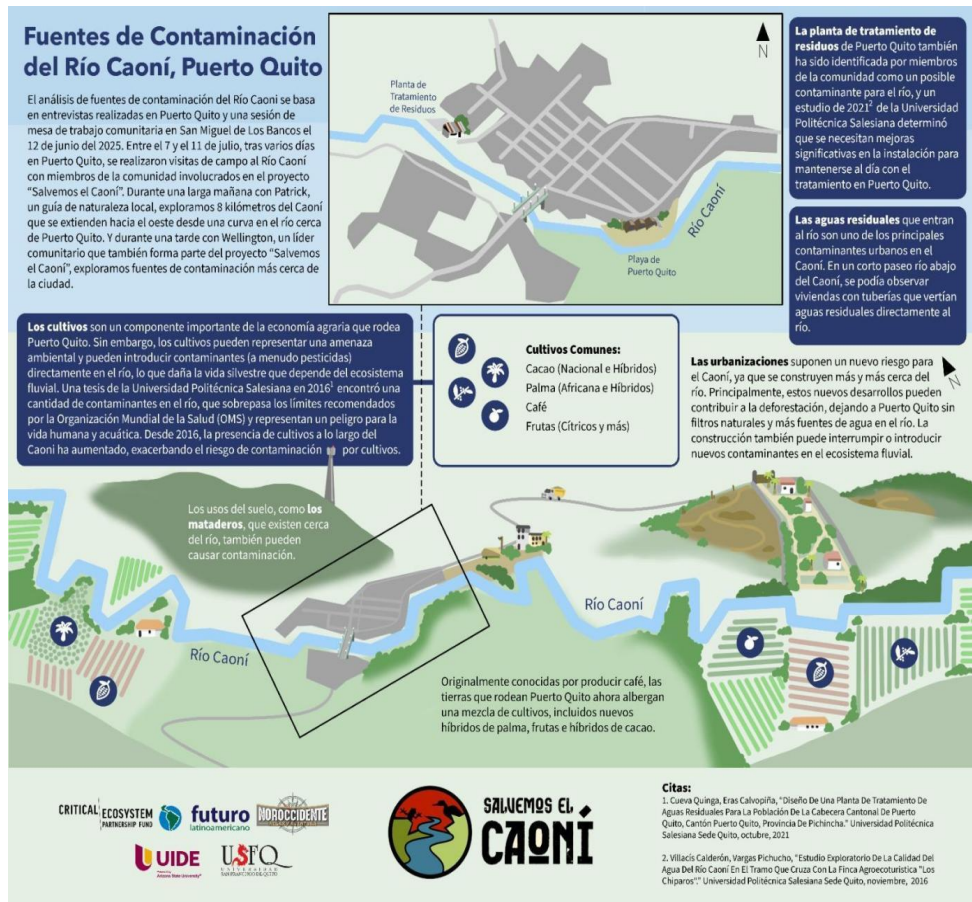 Fuentes de Contaminación
del Río Caoní, Puerto Quito
El análisis de fuentes de contaminación del Río Caoni se basa
en entrevistas realizadas en Puerto Quito y una sesión de
mesa de trabajo comunitaria en San Miguel de Los Bancos el
12 de junio del 2025. Entre el 7 y el 11 de julio, tras varios días
en Puerto Quito, se realizaron visitas de campo al Río Caoní
con miembros de la comunidad involucrados en el proyecto
“Salvemos el Caoní”. Durante una larga mañana con Patrick,
un guía de naturaleza local, exploramos 8 kilómetros del Caoní
que se extienden hacia el oeste desde una curva en el río cerca
de Puerto Quito. Y durante una tarde con Wellington, un líder
comunitario que también forma parte del proyecto “Salvemos
el Caoní”, exploramos fuentes de contaminación más cerca de
la ciudad.
Planta de
Tratamiento
de Residuos
N
Río Caoní
Playa de
Puerto Quito
La planta de tratamiento de
residuos de Puerto Quito también
ha sido identificada por miembros
de la comunidad como un posible
contaminante para el río, y un
estudio de 2021² de la Universidad
Politécnica Salesiana determinó
que se necesitan mejoras
significativas en la instalación para
mantenerse al día con el
tratamiento en Puerto Quito.
Las aguas residuales que entran
al río son uno de los principales
contaminantes urbanos en el
Caoní. En un corto paseo río abajo
del Caoní, se podía observar
viviendas con tuberías que vertían
aguas residuales directamente al
río.
Los cultivos son un componente importante de la economía agraria que rodea
Puerto Quito. Sin embargo, los cultivos pueden representar una amenaza
ambiental y pueden introducir contaminantes (a menudo pesticidas)
directamente en el río, lo que daña la vida silvestre que depende del ecosistema
fluvial. Una tesis de la Universidad Politécnica Salesiana en 2016¹ encontró una
cantidad de contaminantes en el río, que sobrepasa los límites recomendados
por la Organización Mundial de la Salud (OMS) y representan un peligro para la
vida humana y acuática. Desde 2016, la presencia de cultivos a lo largo del
Caoni ha aumentado, exacerbando el riesgo de contaminación por cultivos.
Cultivos Comunes:
Cacao (Nacional e Híbridos)
Palma (Africana e Híbridos)
Café
Frutas (Cítricos y más)
Las urbanizaciones suponen un nuevo riesgo para
el Caoní, ya que se construyen más y más cerca del
río. Principalmente, estos nuevos desarrollos pueden
contribuir a la deforestación, dejando a Puerto Quito sin
filtros naturales y más fuentes de agua en el río. La
construcción también puede interrumpir o introducir
nuevos contaminantes en el ecosistema fluvial.
N
Los usos del suelo, como los
mataderos, que existen cerca
del río, también pueden
causar contaminación.
Río Caoní
Río Caoní
Originalmente conocidas por producir café, las
tierras que rodean Puerto Quito ahora albergan
una mezcla de cultivos, incluidos nuevos
híbridos de palma, frutas e híbridos de cacao.
CRITICAL ECOSYSTEM
PARTNERSHIP FUND
futuro
latinoamericano
NOROCCIDENTE
UIDE
Arizona State University
USFQ
UNIVERSIDAD
SAN FRANCISCO DE QUITO
SALVEMOS EL
CAONÍ
Citas:
1. Cueva Quinga, Eras Calvopiña, “Diseño De Una Planta De Tratamiento De
Aguas Residuales Para La Población De La Cabecera Cantonal De Puerto
Quito, Cantón Puerto Quito, Provincia De Pichincha.” Universidad Politécnica
Salesiana Sede Quito, octubre, 2021
2. Villacís Calderón, Vargas Pichucho, “Estudio Exploratorio De La Calidad Del
Agua Del Río Caoní En El Tramo Que Cruza Con La Finca Agroecoturistica “Los
Chiparos”.” Universidad Politécnica Salesiana Sede Quito, noviembre, 2016